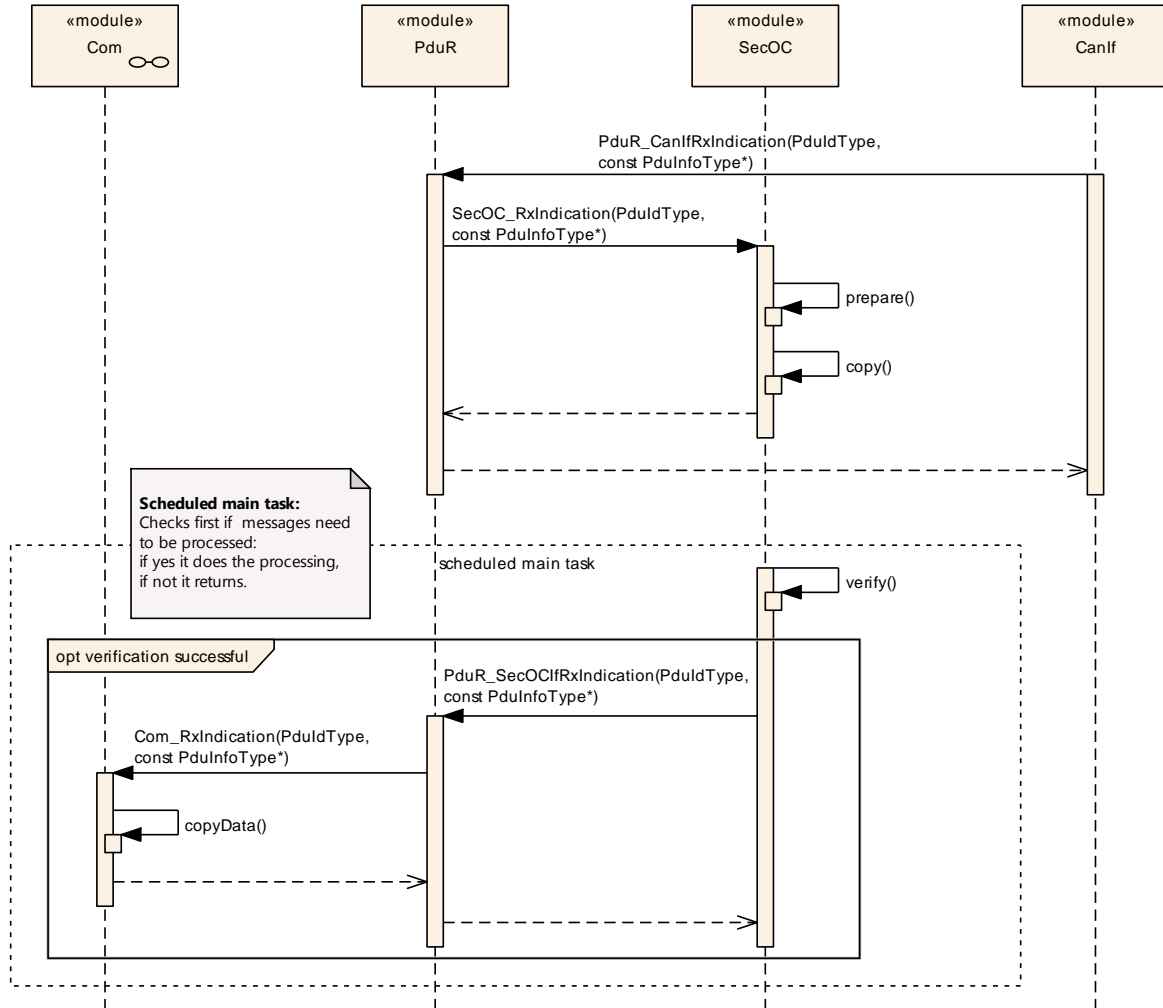 «module»
Com
«module»
PduR
«module»
SecOC
«module»
CanIf
PduR_CanIfRxIndication(PduIdType,
const PduInfoType*)
SecOC_RxIndication(PduIdType,
const PduInfoType*)
prepare()
copy()
Scheduled main task:
Checks first if messages need
to be processed:
if yes it does the processing,
if not it returns.
scheduled main task
verify()
opt verification successful
PduR_SecOCIfRxIndication(PduIdType,
const PduInfoType*)
Com_RxIndication(PduIdType,
const PduInfoType*)
copyData()